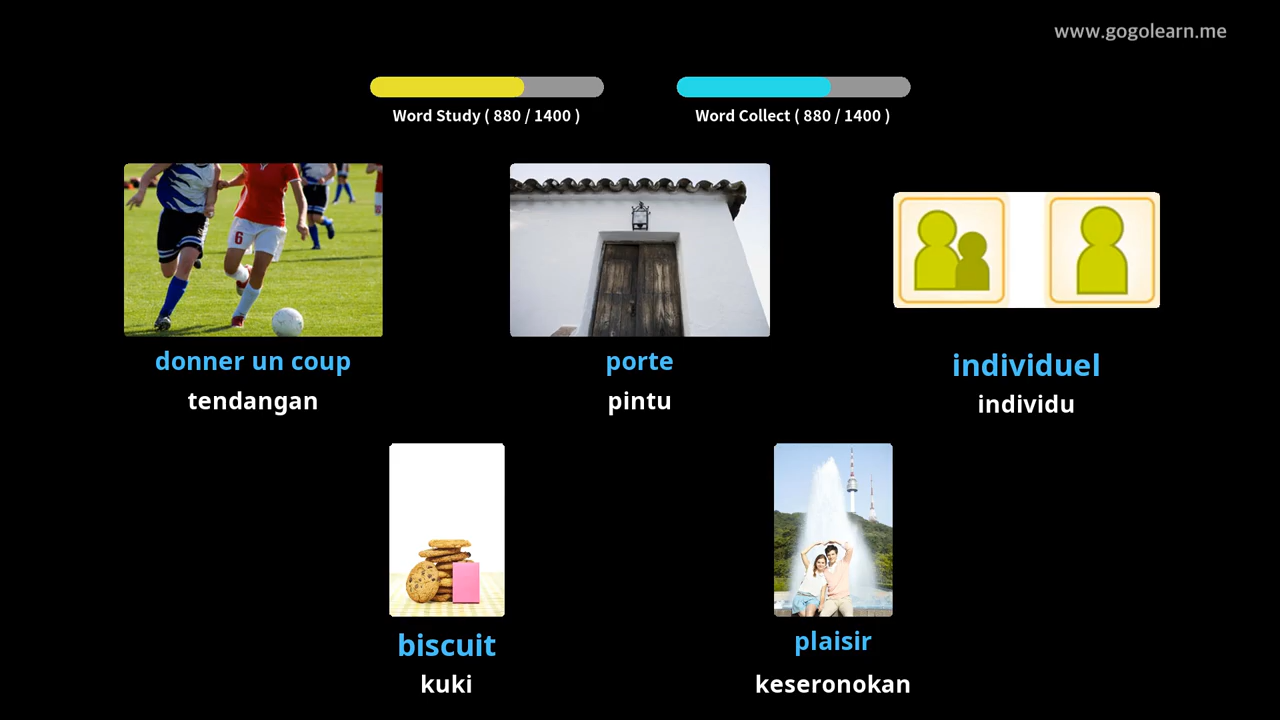 www.gogolearn.me
Word Study ( 880 / 1400 )
Word Collect ( 880 / 1400 )
donner un coup
tendangan
porte
pintu
individuel
individu
6
biscuit
kuki
plaisir
keseronokan